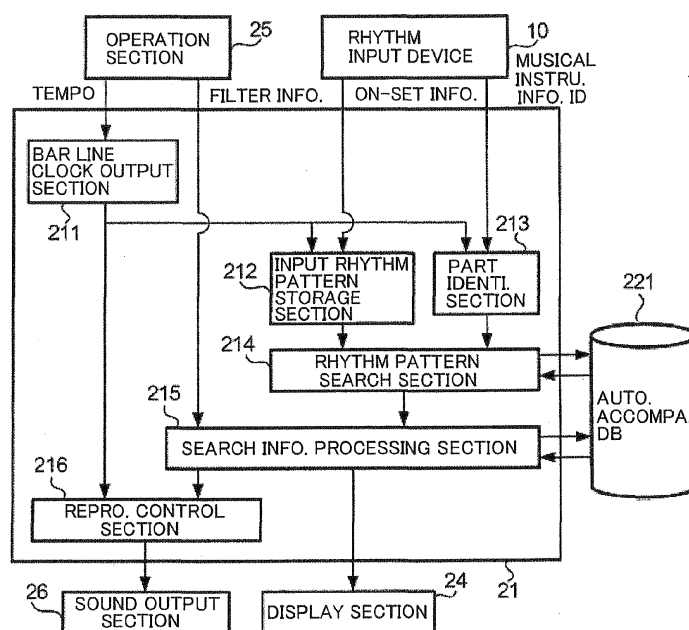 OPERATION
SECTION
25
RHYTHM
INPUT DEVICE
10
TEMPO
FILTER INFO.
ON-SET INFO.
MUSICAL
INSTRU.
INFO. ID
BAR LINE
CLOCK OUTPUT
SECTION
211
212
INPUT RHYTHM
PATTERN
STORAGE
SECTION
213
PART
IDENTI.
SECTION
221
214
RHYTHM PATTERN
SEARCH SECTION
AUTO.
ACCOMPA.
DB
215
SEARCH INFO. PROCESSING SECTION
216
REPRO. CONTROL
SECTION
21
26
SOUND OUTPUT
SECTION
24
DISPLAY SECTION